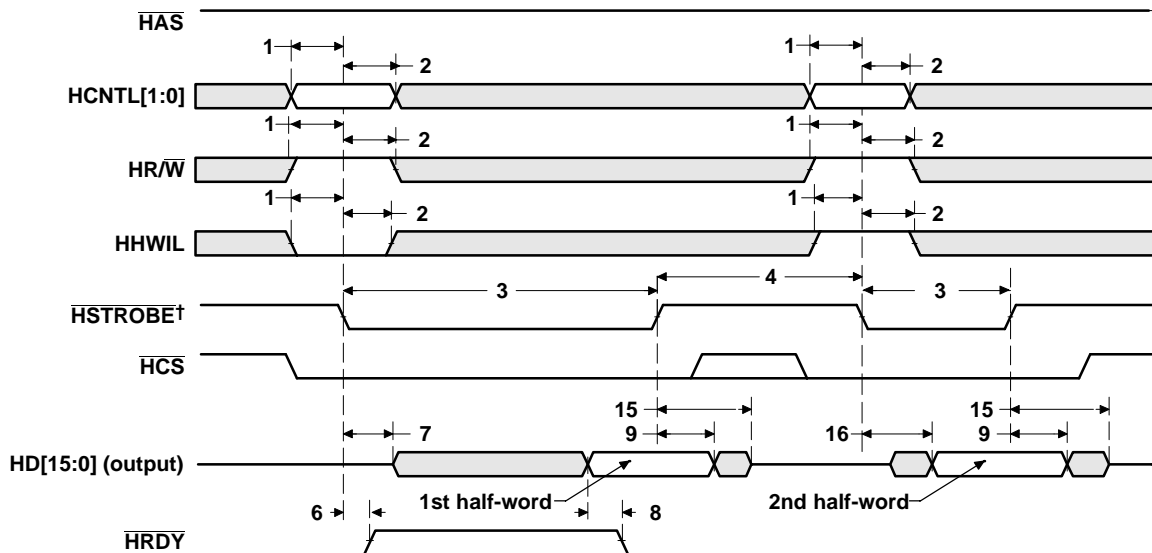 HAS
1
2
1
2
HCNTL[1:0]
1
2
1
2
HR/W
1
2
1
2
HHWIL
3
4
3
HSTROBE†
HCS
15
15
7
9
16
9
HD[15:0] (output)
1st half-word
2nd half-word
6
8
HRDY